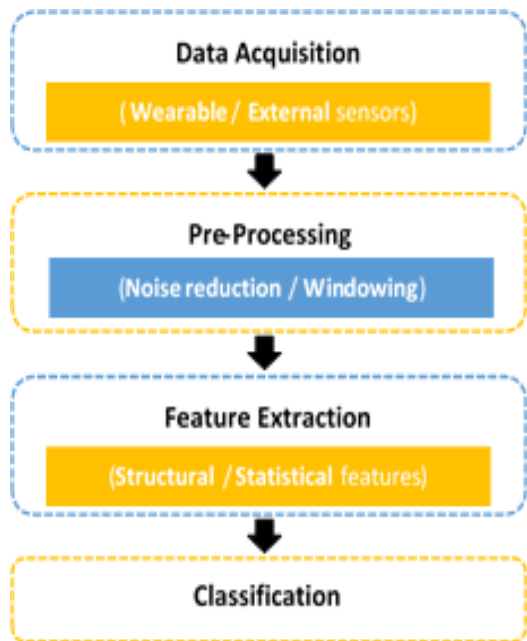 Data Acquisition
( Wearable / External sensors)
Pre-Processing
(Noise reduction / Windowing)
Feature Extraction
(Structural / Statistical features)
Classification